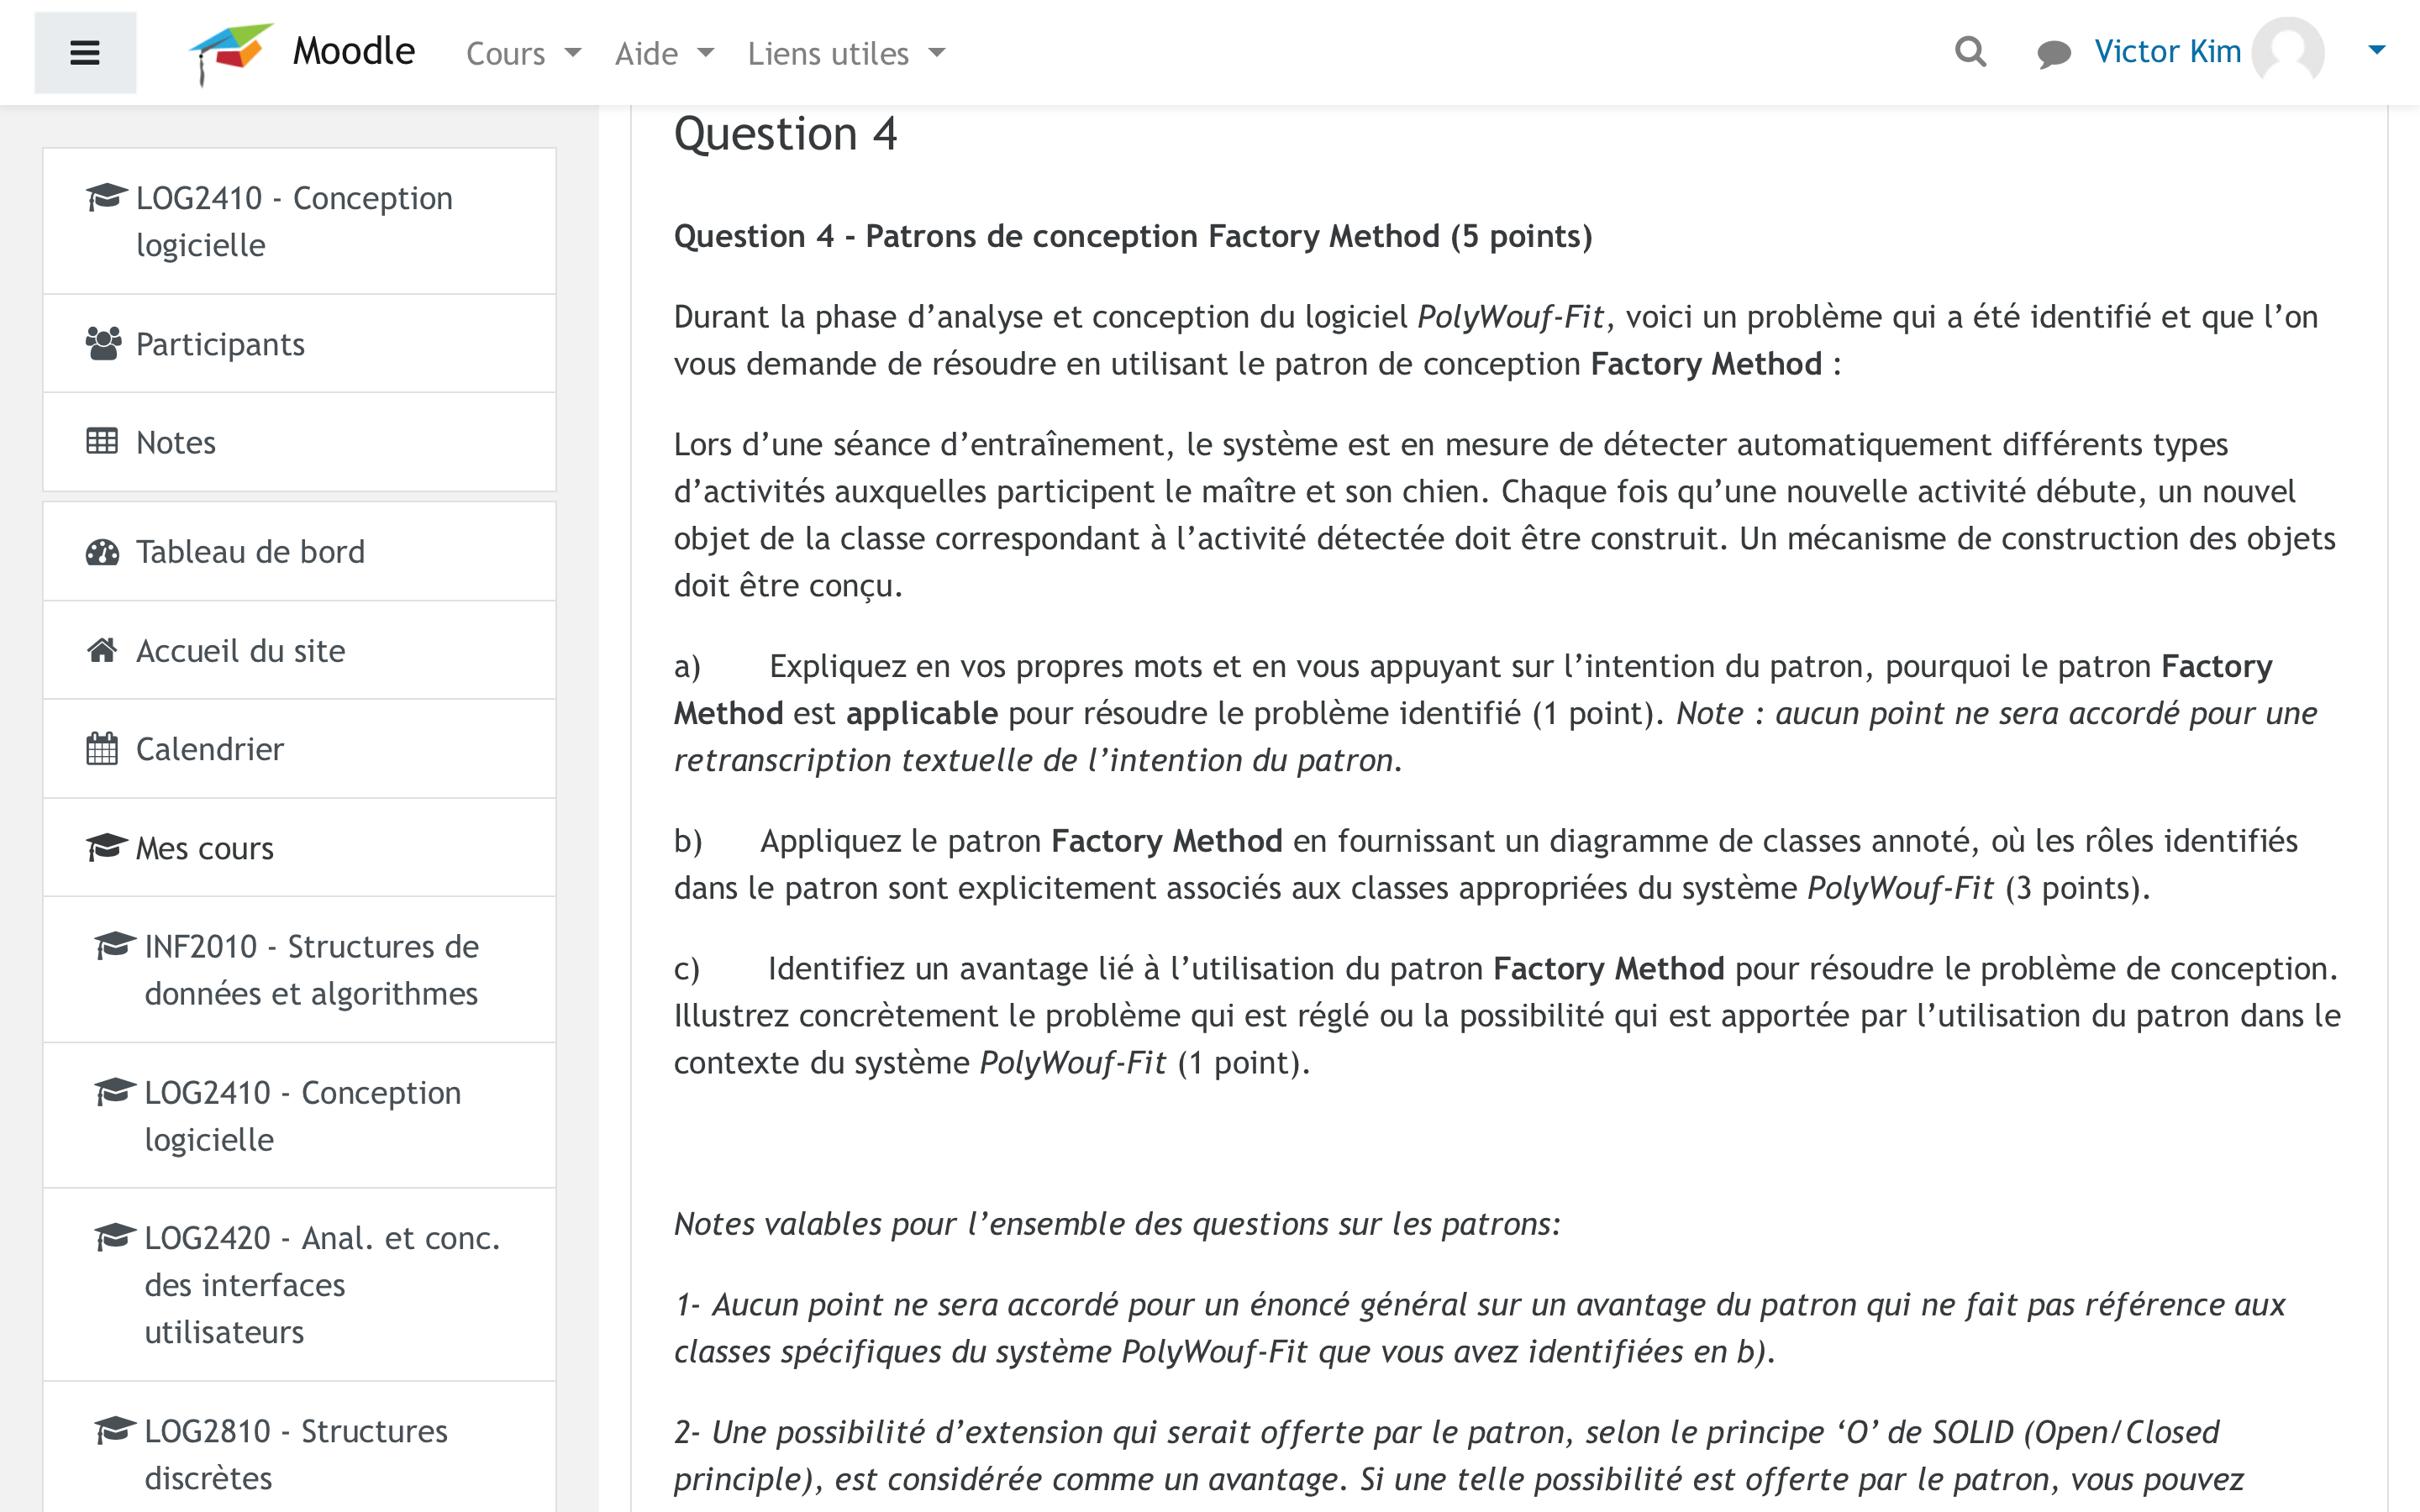 Moodle
Cours
Aide
Liens utiles
Victor Kim
LOG2410 - Conception
logicielle
Participants
Notes
Tableau de bord
Accueil du site
Calendrier
Mes cours
INF2010 - Structures de
données et algorithmes
LOG2410 - Conception
logicielle
LOG2420 - Anal. et conc.
des interfaces
utilisateurs
LOG2810 - Structures
discrètes
Question 4
Question 4 - Patrons de conception Factory Method (5 points)
Durant la phase d’analyse et conception du logiciel PolyWouf-Fit, voici un problème qui a été identifié et que l’on
vous demande de résoudre en utilisant le patron de conception Factory Method :
Lors d’une séance d’entraînement, le système est en mesure de détecter automatiquement différents types
d’activités auxquelles participent le maître et son chien. Chaque fois qu’une nouvelle activité débute, un nouvel
objet de la classe correspondant à l’activité détectée doit être construit. Un mécanisme de construction des objets
doit être conçu.
a) Expliquez en vos propres mots et en vous appuyant sur l’intention du patron, pourquoi le patron Factory
Method est applicable pour résoudre le problème identifié (1 point). Note : aucun point ne sera accordé pour une
retranscription textuelle de l’intention du patron.
b) Appliquez le patron Factory Method en fournissant un diagramme de classes annoté, où les rôles identifiés
dans le patron sont explicitement associés aux classes appropriées du système PolyWouf-Fit (3 points).
c) Identifiez un avantage lié à l’utilisation du patron Factory Method pour résoudre le problème de conception.
Illustrez concrètement le problème qui est réglé ou la possibilité qui est apportée par l’utilisation du patron dans le
contexte du système PolyWouf-Fit (1 point).
Notes valables pour l’ensemble des questions sur les patrons:
1- Aucun point ne sera accordé pour un énoncé général sur un avantage du patron qui ne fait pas référence aux
classes spécifiques du système PolyWouf-Fit que vous avez identifiées en b).
2- Une possibilité d’extension qui serait offerte par le patron, selon le principe ‘O’ de SOLID (Open/Closed
principle), est considérée comme un avantage. Si une telle possibilité est offerte par le patron, vous pouvez